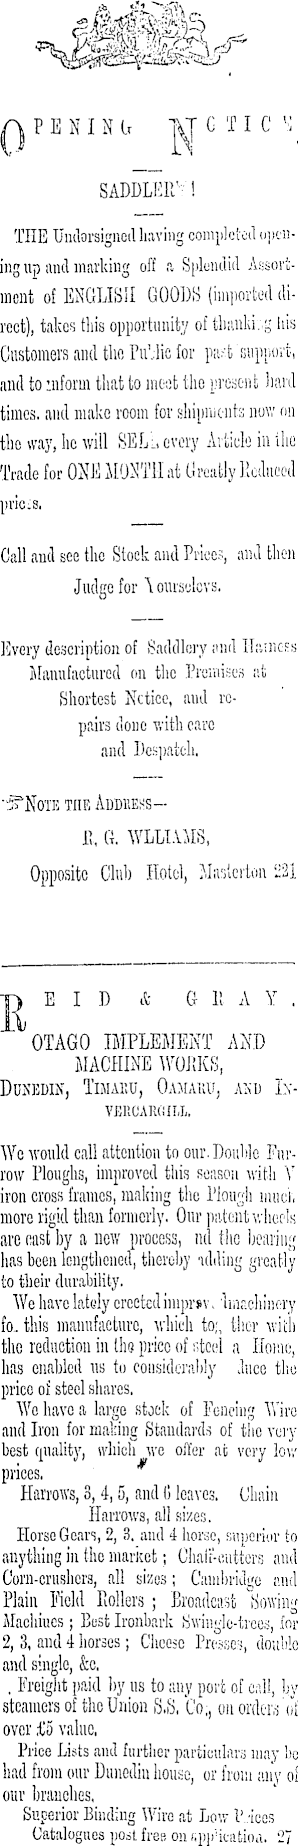 OPENING NOTICE.
SADDLERY!
THE Undersigned having completed open-
ing up and marking off a Splendid Assort-
ment of ENGLISH GOODS (imported di-
rect), takes this opportunity of thanking his
Customers and the Public for past support,
and to inform that to meet the present hard
times, and make room for shipments now on
the way, he will SELL every Article in the
Trade for ONE MONTH at Greatly Reduced
prices.
Call and see the Stock and Prices, and then
Judge for Yourselevs.
Every description of Saddlery and Harness
Manufactured on the Premises at
Shortest Notice, and re-
pairs done with care
and Despatch.
☞NOTE THE ADDRESS—
R. G. WLLIAMS,
Opposite Club Hotel, Masterton 221
REID & GRAY.
OTAGO IMPLEMENT AND
MACHINE WORKS,
DUNEDIN, TIMARU, OAMARU, AND IN-
VERCARGILL.
We would call attention to our Double Fur-
row Ploughs, improved this season with V
iron cross frames, making the Plough much
more rigid than formerly. Our patent wheels
are cast by a new process, nd the bearing
has been lengthened, thereby adding greatly
to their durability.
We have lately erected improv machinery
fo. this manufacture, which to, ther with
the reduction in the price of steel a Home,
has enabled us to considerably duce the
price of steel shares.
We have a large stock of Fencing Wire
and Iron for making Standards of the very
best quality, which we offer at very low
prices.
Harrows, 3, 4, 5, and 6 leaves. Chain
Harrows, all sizes.
Horse Gears, 2, 3, and 4 horse, superior to
anything in the market; Chaff-cutters and
Corn-crushers, all sizes; Cambridge and
Plain Field Rollers; Broadcast Sowing
Machines; Best Ironbark Swingle-trees, for
2, 3, and 4 horses; Cheese Presses, double
and single, &c.
Freight paid by us to any port of call, by
steamers of the Union S.S. Co., on orders of
over £5 value.
Price Lists and further particulars may be
had from our Dunedin house, or from any of
our branches.
Superior Binding Wire at Low Prices
Catalogues post free on application. 27